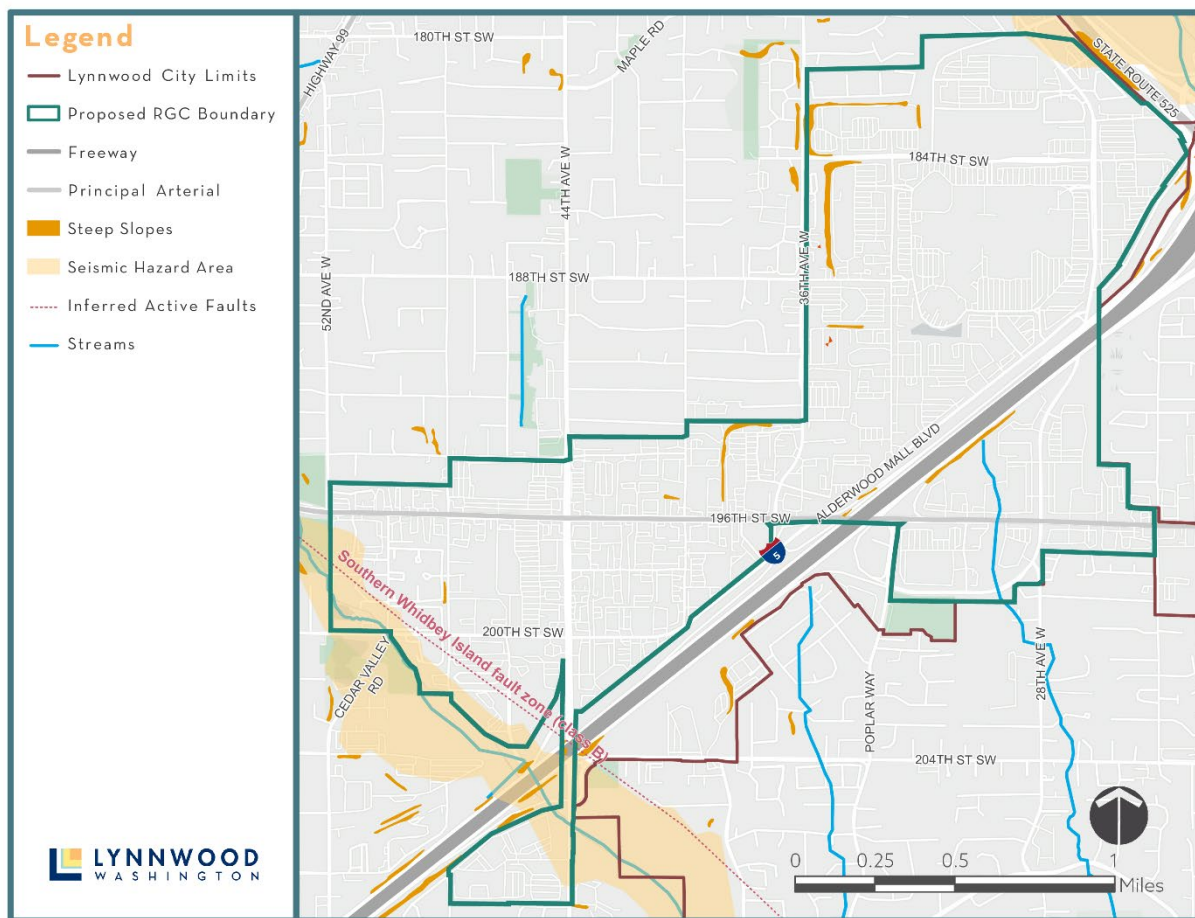 Legend
Lynnwood City Limits
Proposed RGC Boundary
Freeway
Principal Arterial
Steep Slopes
Seismic Hazard Area
Inferred Active Faults
Streams
LYNNWOOD
WASHINGTON
HIGHWAY 99
180TH ST SW
MAPLE RD
STATE ROUTE 525
44TH AVE W
184TH ST SW
52ND AVE W
188TH ST SW
36TH AVE W
ALDERWOOD MALL BLVD
196TH ST SW
5
Southern Whidbey Island fault zone (class B)
200TH ST SW
CEDAR VALLEY
RD
POPLAR WAY
28TH AVE W
204TH ST SW
0 0.25 0.5 1
Miles